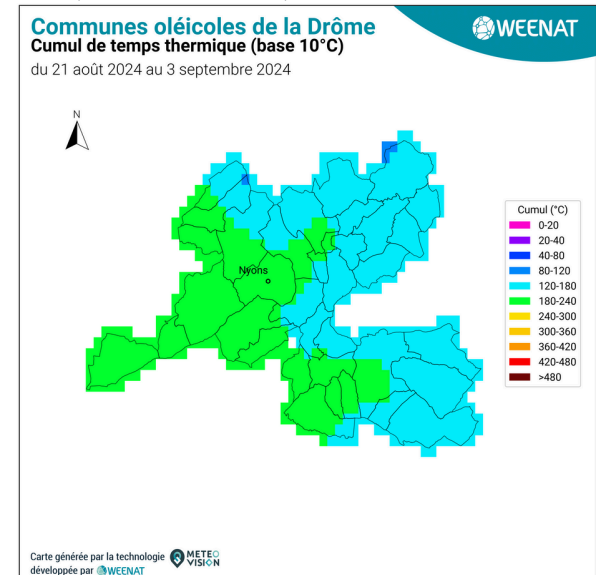 Communes oléicoles de la Drôme
Cumul de temps thermique (base 10°C)
du 21 août 2024 au 3 septembre 2024
WEENAT
N
Nyons
Cumul (°C)
0-20
20-40
40-80
80-120
120-180
180-240
240-300
300-360
360-420
420-480
>480
Carte générée par la technologie METEO VISION
développée par WEENAT